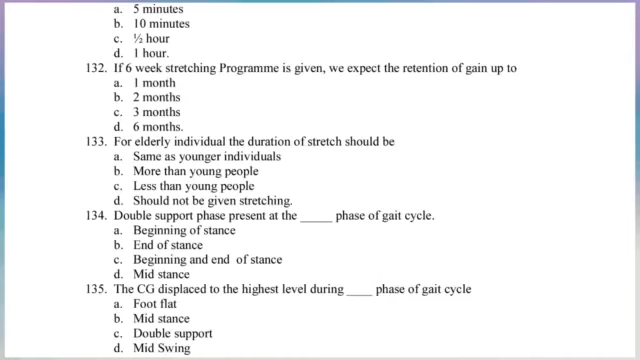 a. 5 minutes
b. 10 minutes
c. ½ hour
d. 1 hour.
132. If 6 week stretching Programme is given, we expect the retention of gain up to
a. 1 month
b. 2 months
c. 3 months
d. 6 months.
133. For elderly individual the duration of stretch should be
a. Same as younger individuals
b. More than young people
c. Less than young people
d. Should not be given stretching.
134. Double support phase present at the _____ phase of gait cycle.
a. Beginning of stance
b. End of stance
c. Beginning and end of stance
d. Mid stance
135. The CG displaced to the highest level during ____ phase of gait cycle
a. Foot flat
b. Mid stance
c. Double support
d. Mid Swing